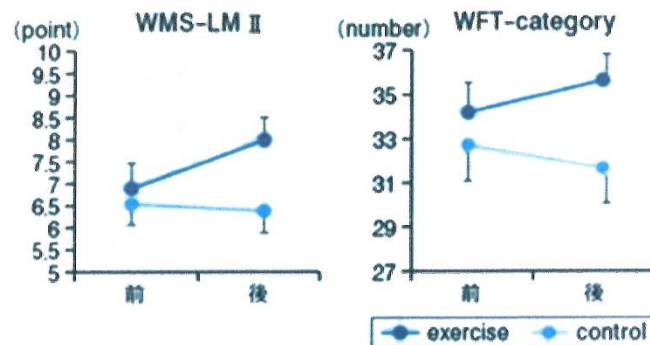 WMS-LM Ⅱ
(point)
10
9.5
9
8.5
8
7.5
7
6.5
6
5.5
5
前 後
WFT-category
(number)
37
35
33
31
29
27
前 後
exercise control